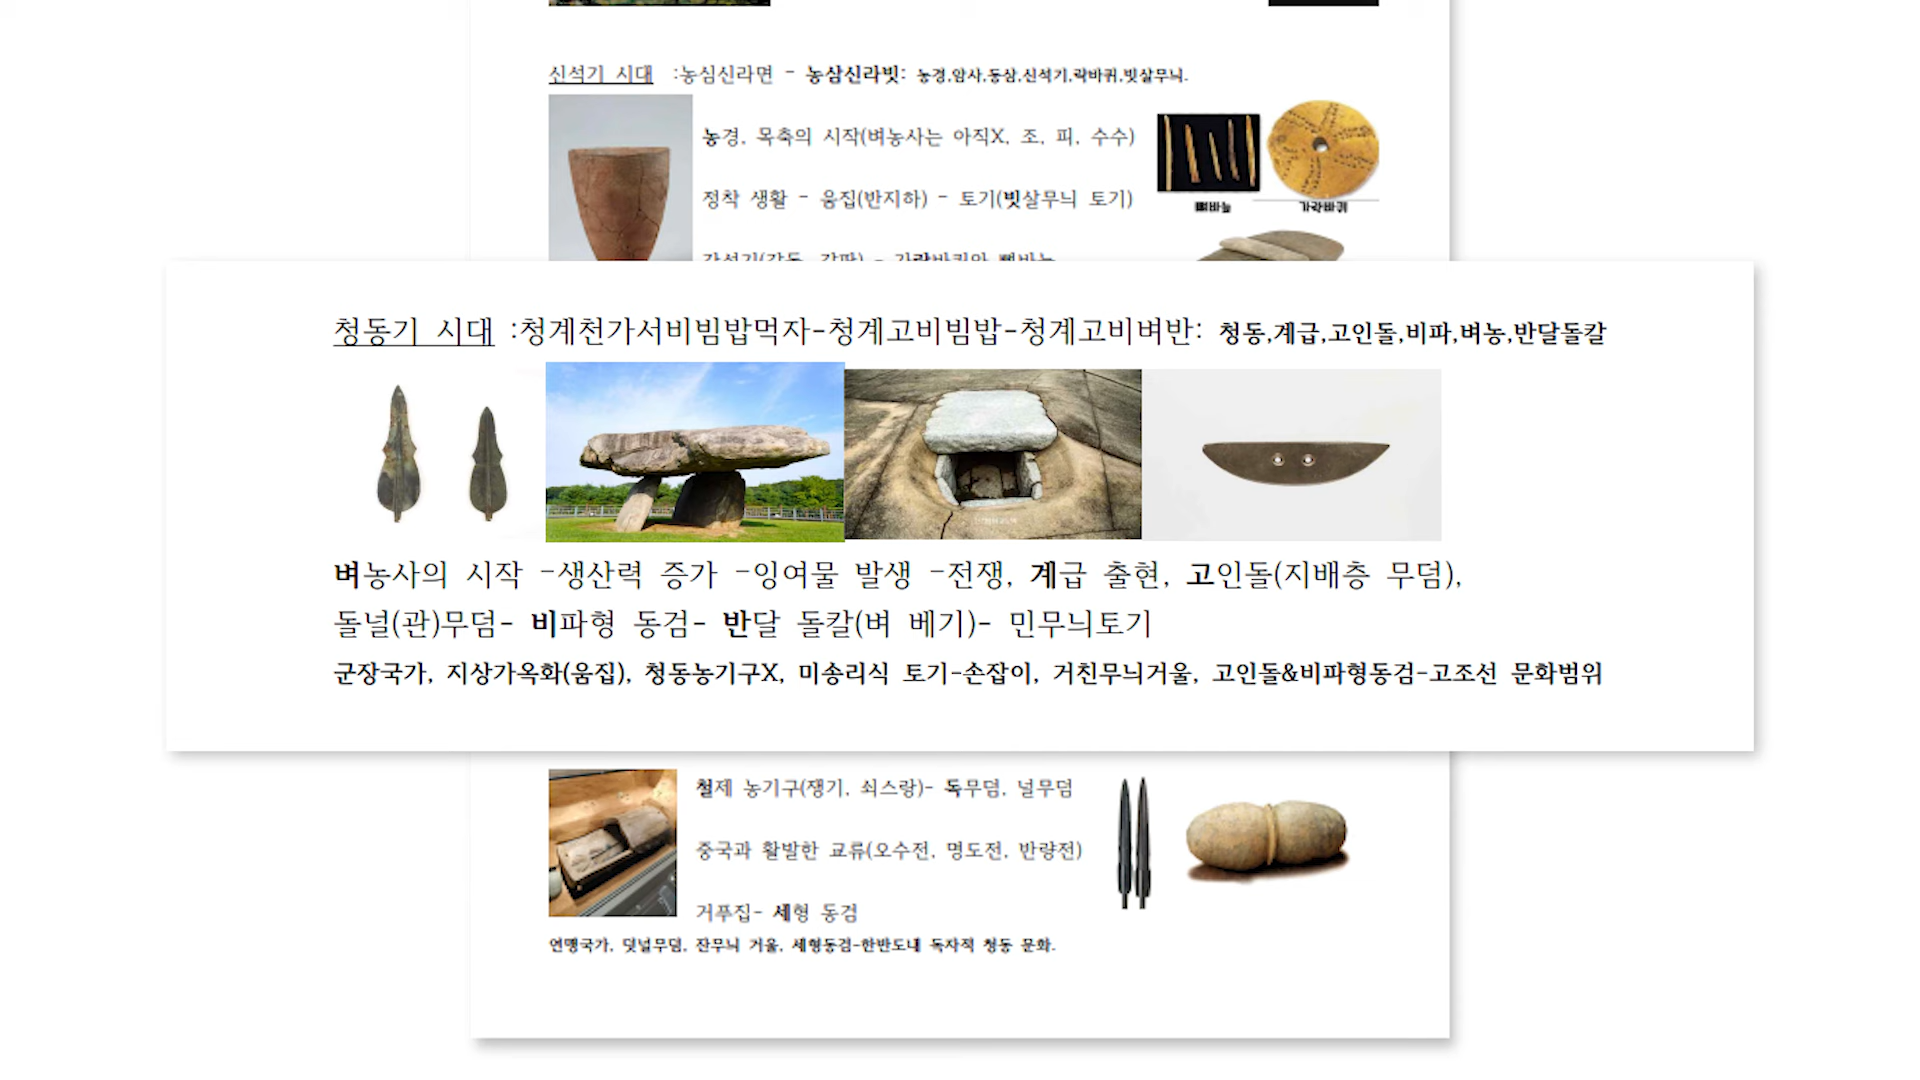 신석기 시대 :농심신라면 - 농삼신라빗: 농경,암사,동삼,신석기,락바퀴,빗살무늬.
농경, 목축의 시작(벼농사는 아직X, 조, 피, 수수)
정착 생활 - 움집(반지하) - 토기(빗살무늬 토기)
뼈바늘 가락바퀴
간석기(갈돌, 갈판) - 가락바퀴와 뼈바늘
청동기 시대 :청계천가서비빔밥먹자-청계고비빔밥-청계고비벼반: 청동,계급,고인돌,비파,벼농,반달돌칼
벼농사의 시작 -생산력 증가 -잉여물 발생 -전쟁, 계급 출현, 고인돌(지배층 무덤),
돌널(관)무덤- 비파형 동검- 반달 돌칼(벼 베기)- 민무늬토기
군장국가, 지상가옥화(움집), 청동농기구X, 미송리식 토기-손잡이, 거친무늬거울, 고인돌&비파형동검-고조선 문화범위
철제 농기구(쟁기, 쇠스랑)- 독무덤, 널무덤
중국과 활발한 교류(오수전, 명도전, 반량전)
거푸집- 세형 동검
연맹국가, 덧널무덤, 잔무늬 거울, 세형동검-한반도내 독자적 청동 문화.